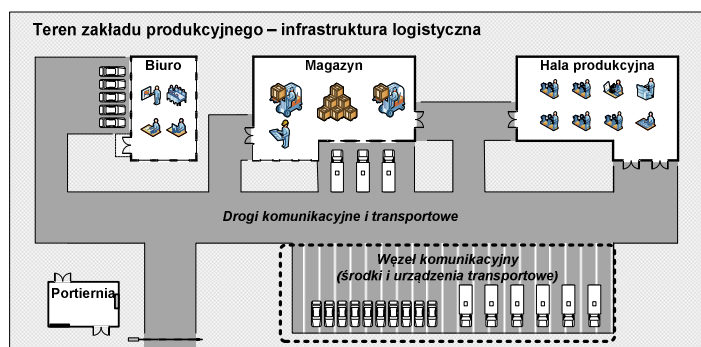 Teren zakładu produkcyjnego – infrastruktura logistyczna
Biuro
Magazyn
Hala produkcyjna
Drogi komunikacyjne i transportowe
Węzeł komunikacyjny
(środki i urządzenia transportowe)
Portiernia